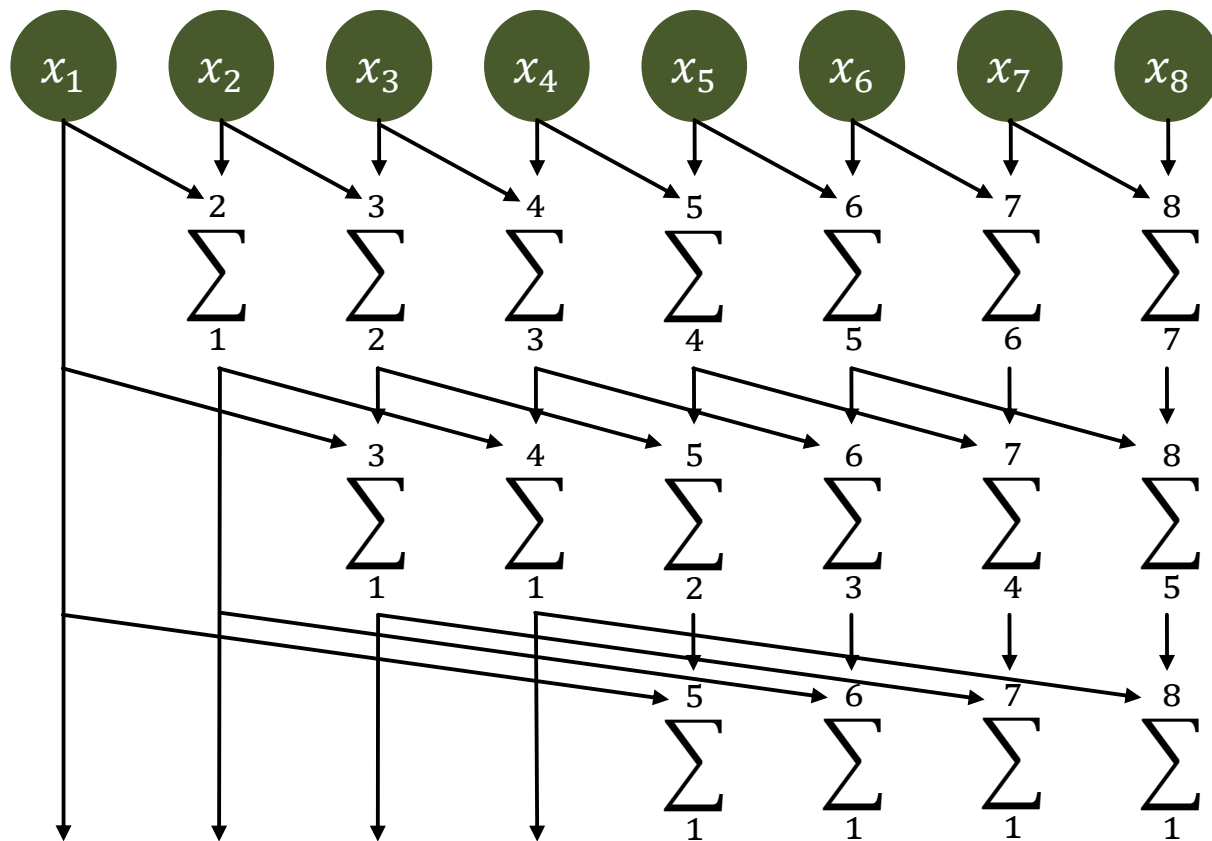 x₁ x₂ x₃ x₄ x₅ x₆ x₇ x₈
2 3 4 5 6 7 8
∑ ∑ ∑ ∑ ∑ ∑ ∑
1 2 3 4 5 6 7
3 4 5 6 7 8
∑ ∑ ∑ ∑ ∑ ∑
1 1 2 3 4 5
5 6 7 8
∑ ∑ ∑ ∑
1 1 1 1